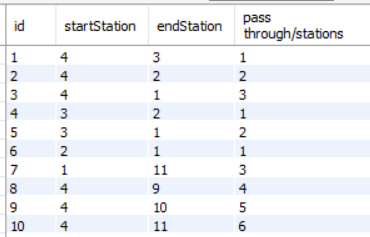 id startStation endStation pass
through/stations
1 4 3 1
2 4 2 2
3 4 1 3
4 3 2 1
5 3 1 2
6 2 1 1
7 1 11 3
8 4 9 4
9 4 10 5
10 4 11 6